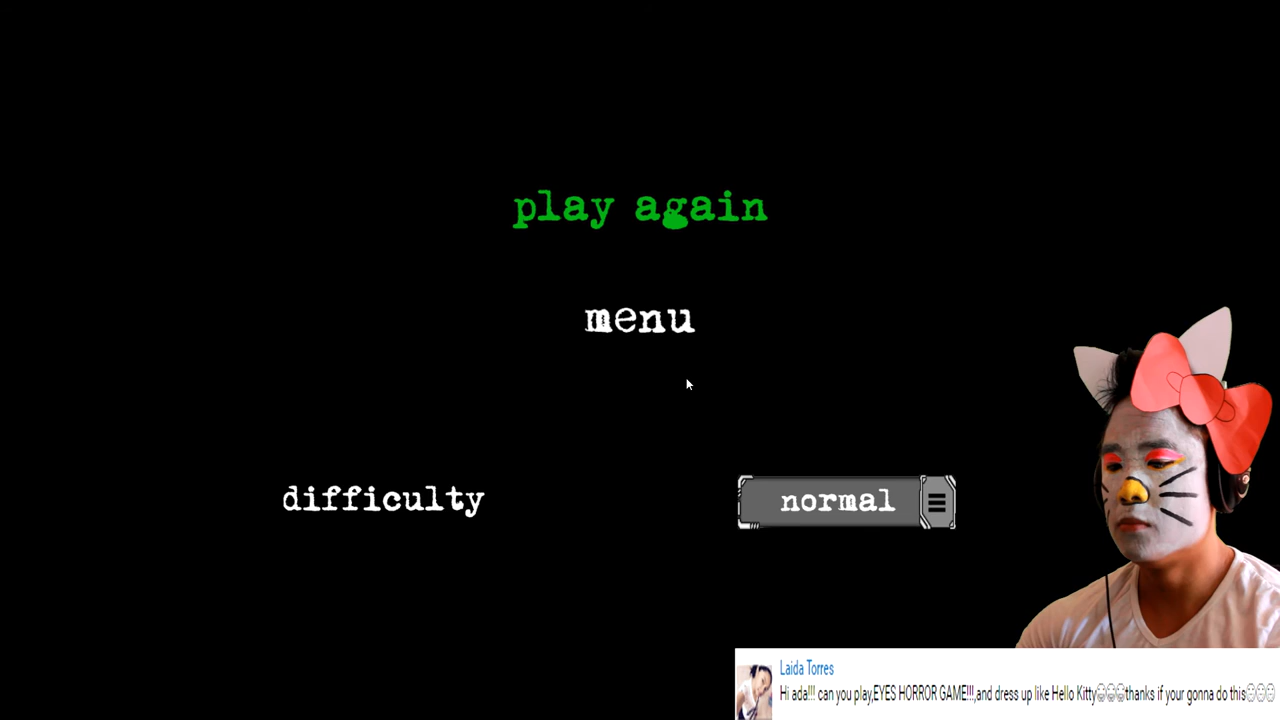 play again
menu
difficulty
normal
Laida Torres
Hi ada!!! can you play,EYES HORROR GAME!!!,and dress up like Hello Kitty😍😍😍thanks if your gonna do this😍😍😍